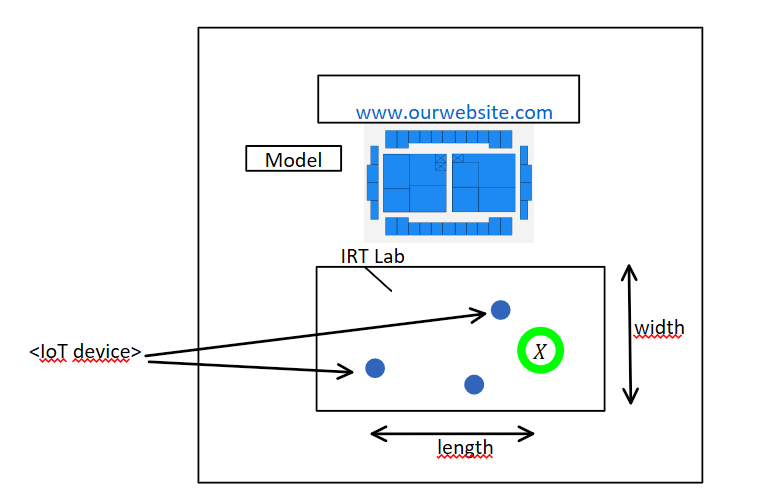 www.ourwebsite.com
Model
IRT Lab
width
<IoT device>
X
length